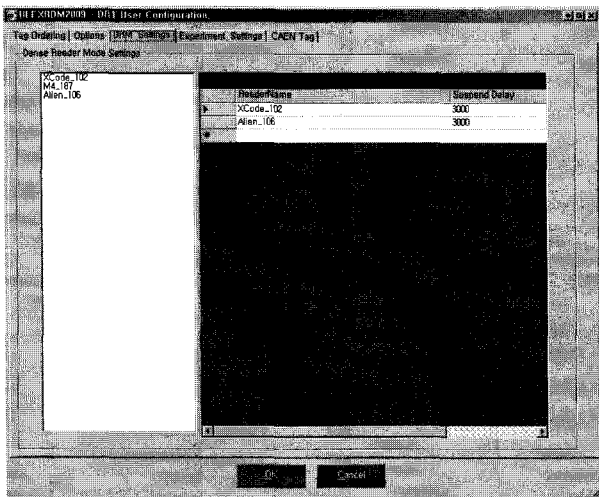 DB1 User Configuration
Tag Ordering Options DRM Settings Experiment Settings CAEN Tag
Dense Reader Mode Settings
XCode_102
M4_187
Alien_106
ReaderName Suspend Delay
XCode_102 3000
Alien_106 3000
OK Cancel